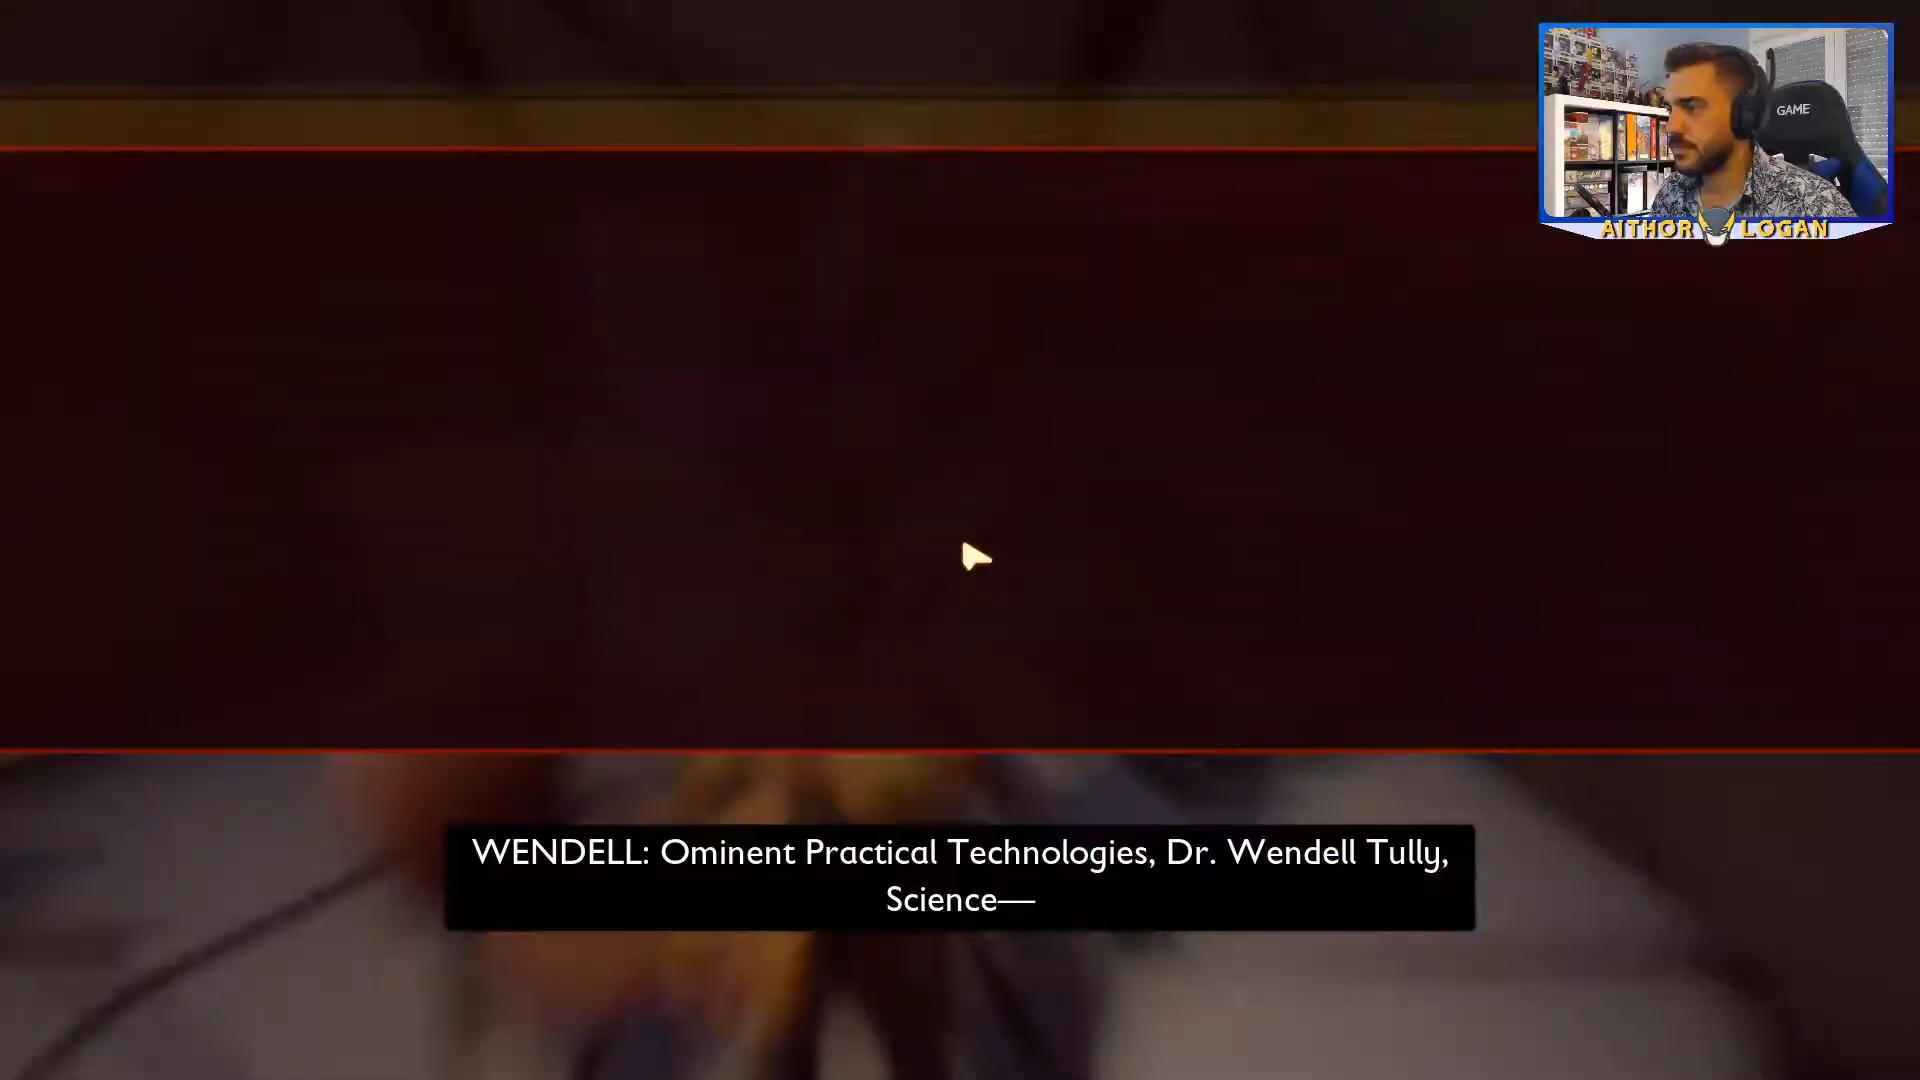 GAME
AITHOR LOGAN
WENDELL: Ominent Practical Technologies, Dr. Wendell Tully,
Science—